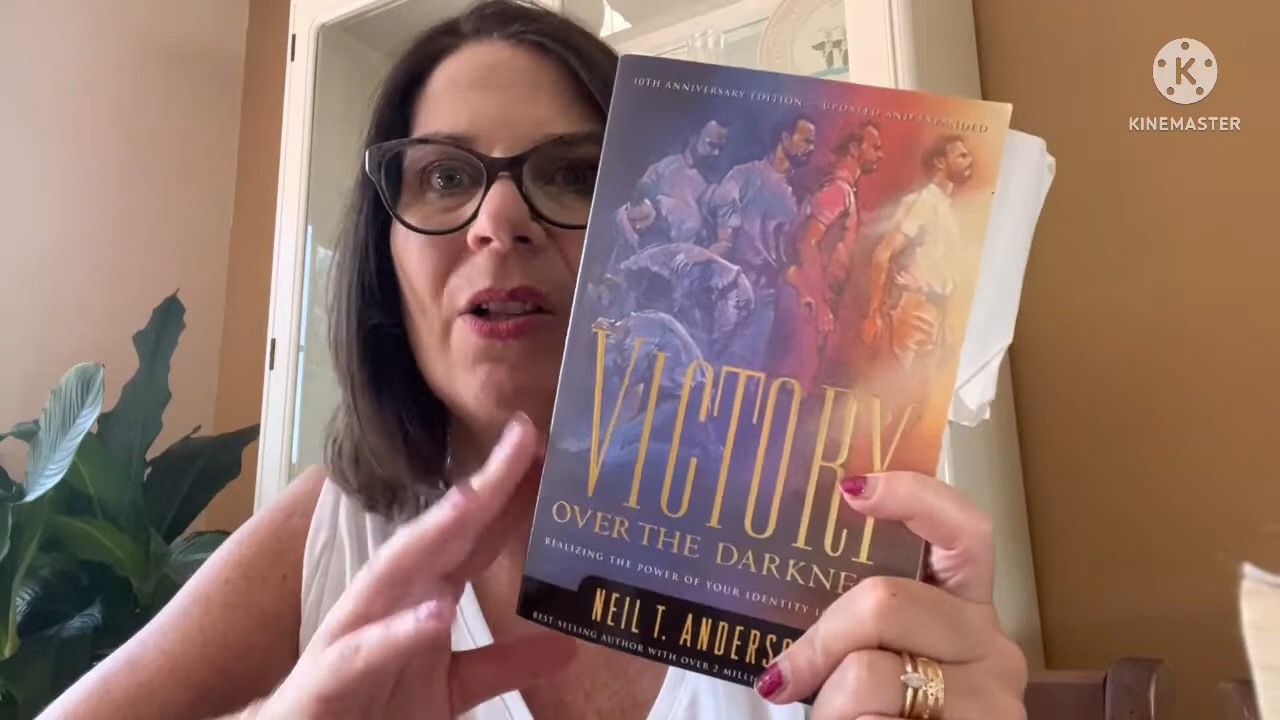 10TH ANNIVERSARY EDITION — UPDATED AND EXPANDED
K
KINEMASTER
VICTORY
OVER THE DARKNE
REALIZING THE POWER OF YOUR IDENTITY
NEIL T. ANDERSO
BEST-SELLING AUTHOR WITH OVER 2 MILLI